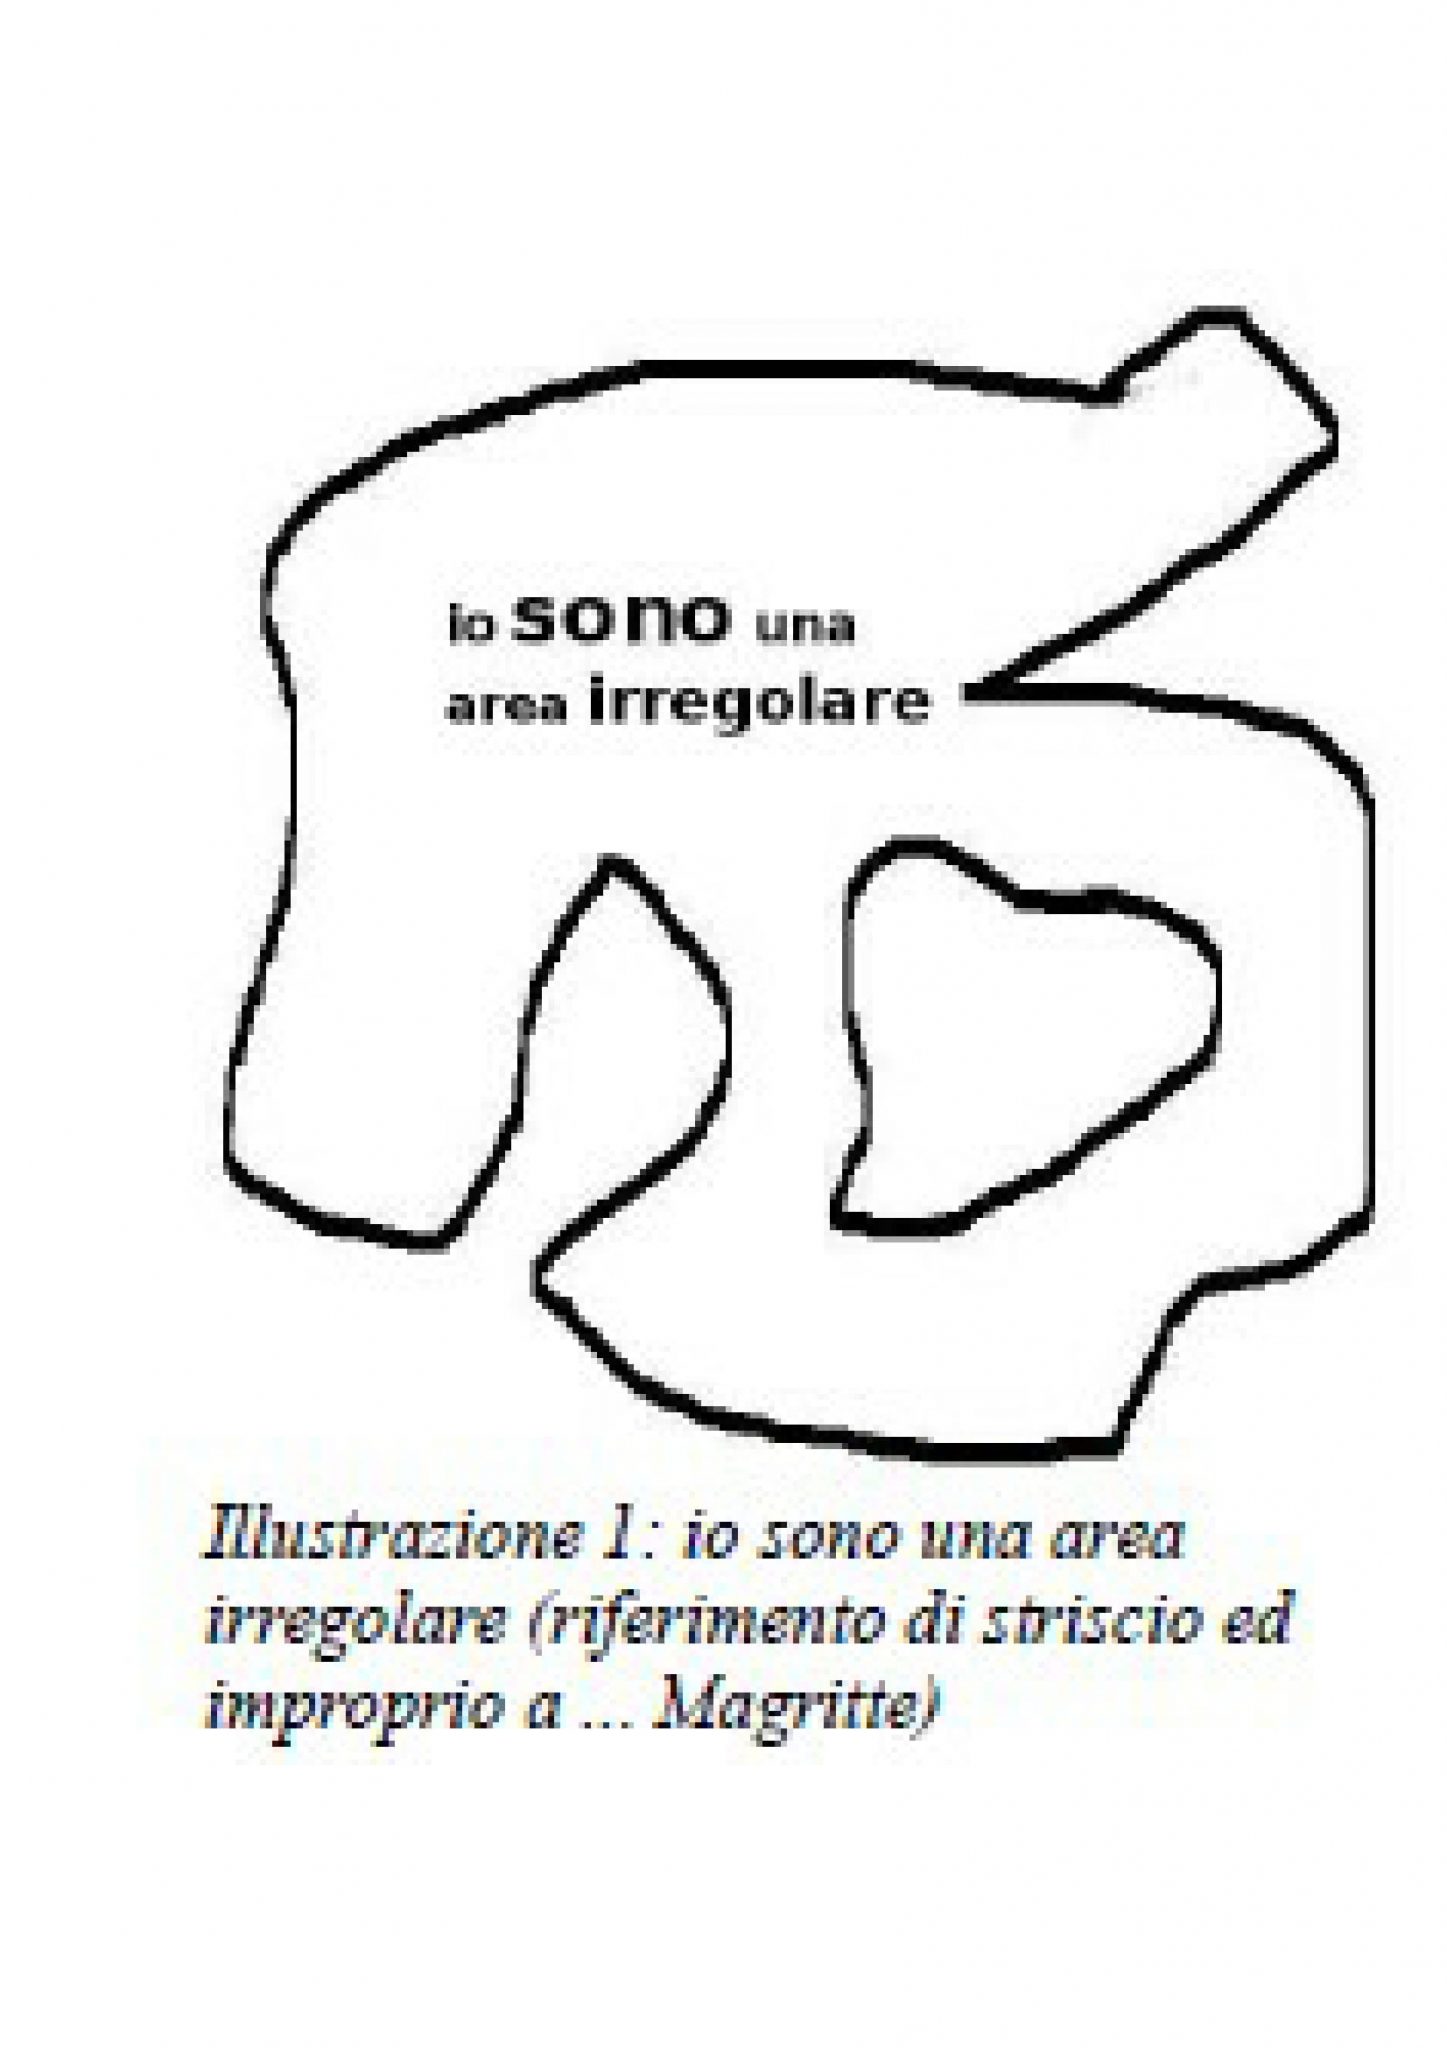 io sono una
area irregolare
Illustrazione 1: io sono una area
irregolare (riferimento di striscio ed
improprio a ... Magritte)